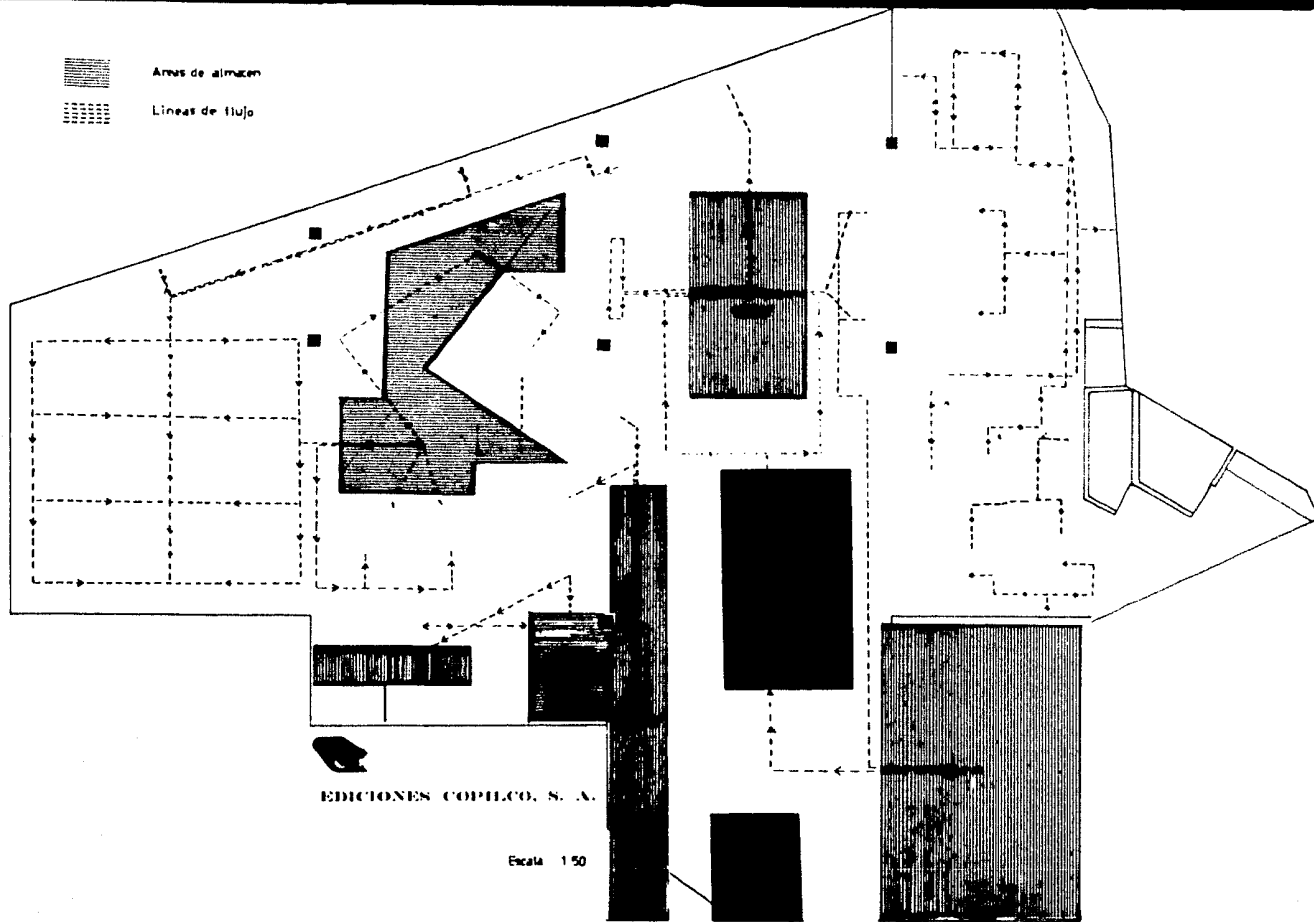 Areas de almacen
Lineas de flujo
EDICIONES COPILCO, S. A.
Escala 1 50